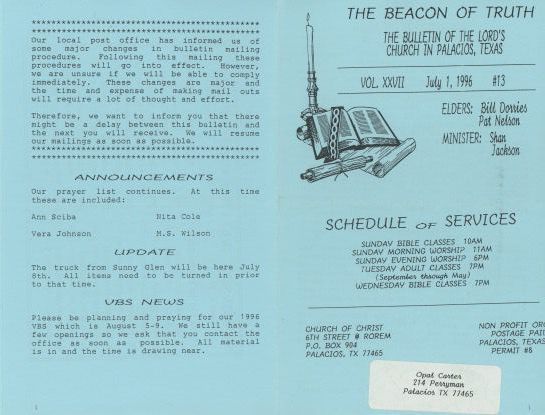 ************************************
************************************
Our local post office has informed us of
some major changes in bulletin mailing
procedure. Following this mailing these
procedures will go into effect. However,
we are unsure if we will be able to comply
immediately. These changes are major and
the time and expense of making mail outs
will require a lot of thought and effort.
Therefore, we want to inform you that there
might be a delay between this bulletin and
the next you will receive. We will resume
our mailings as soon as possible.
************************************
************************************
ANNOUNCEMENTS
Our prayer list continues. At this time
these are included:
Ann Sciba Nita Cole
Vera Johnson M.S. Wilson
UPDATE
The truck from Sunny Glen will be here July
8th. All items need to be turned in prior
to that time.
VBS NEWS
Please be planning and praying for our 1996
VBS which is August 5-9. We still have a
few openings so we ask that you contact the
office as soon as possible. All material
is in and the time is drawing near.
1
THE BEACON OF TRUTH
THE BULLETIN OF THE LORD'S
CHURCH IN PALACIOS, TEXAS
VOL. XXVII July 1, 1996 #13
ELDERS: Bill Dorries
Pat Nelson
MINISTER: Shan
Jackson
SCHEDULE OF SERVICES
SUNDAY BIBLE CLASSES 10AM
SUNDAY MORNING WORSHIP 11AM
SUNDAY EVENING WORSHIP 6PM
TUESDAY ADULT CLASSES 7PM
(September through May)
WEDNESDAY BIBLE CLASSES 7PM
CHURCH OF CHRIST
6TH STREET @ ROREM
P.O. BOX 904
PALACIOS, TX 77465
NON PROFIT ORG
POSTAGE PAI
PALACIOS, TEXAS
PERMIT #8
Opal Carter
214 Perryman
Palacios TX 77465
1